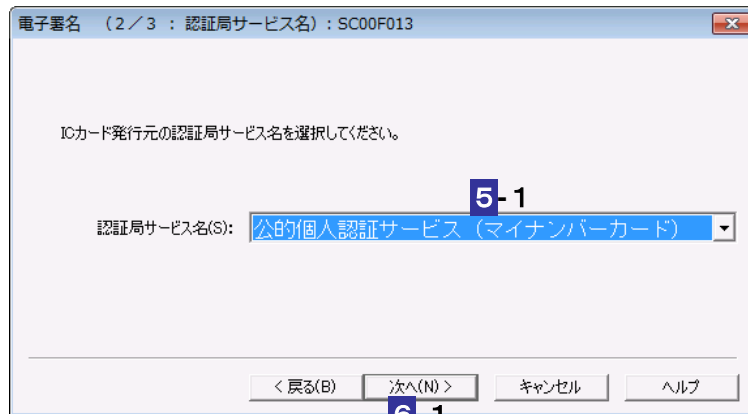 電子署名 (2/3 : 認証局サービス名) : SC00F013
ICカード発行元の認証局サービス名を選択してください。
5-1
認証局サービス名(S): 公的個人認証サービス (マイナンバーカード)
< 戻る(B) 次へ(N) > キャンセル ヘルプ
6-1